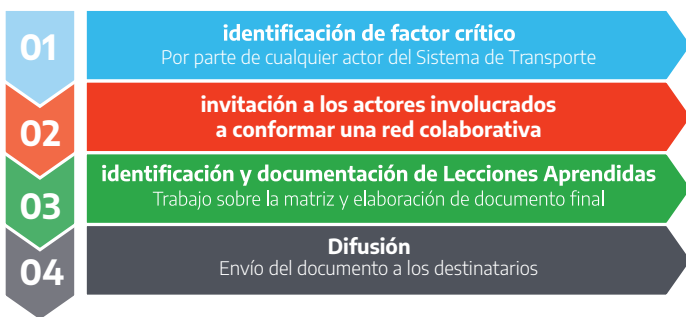 01
identificación de factor crítico
Por parte de cualquier actor del Sistema de Transporte
02
invitación a los actores involucrados
a conformar una red colaborativa
03
identificación y documentación de Lecciones Aprendidas
Trabajo sobre la matriz y elaboración de documento final
04
Difusión
Envío del documento a los destinatarios